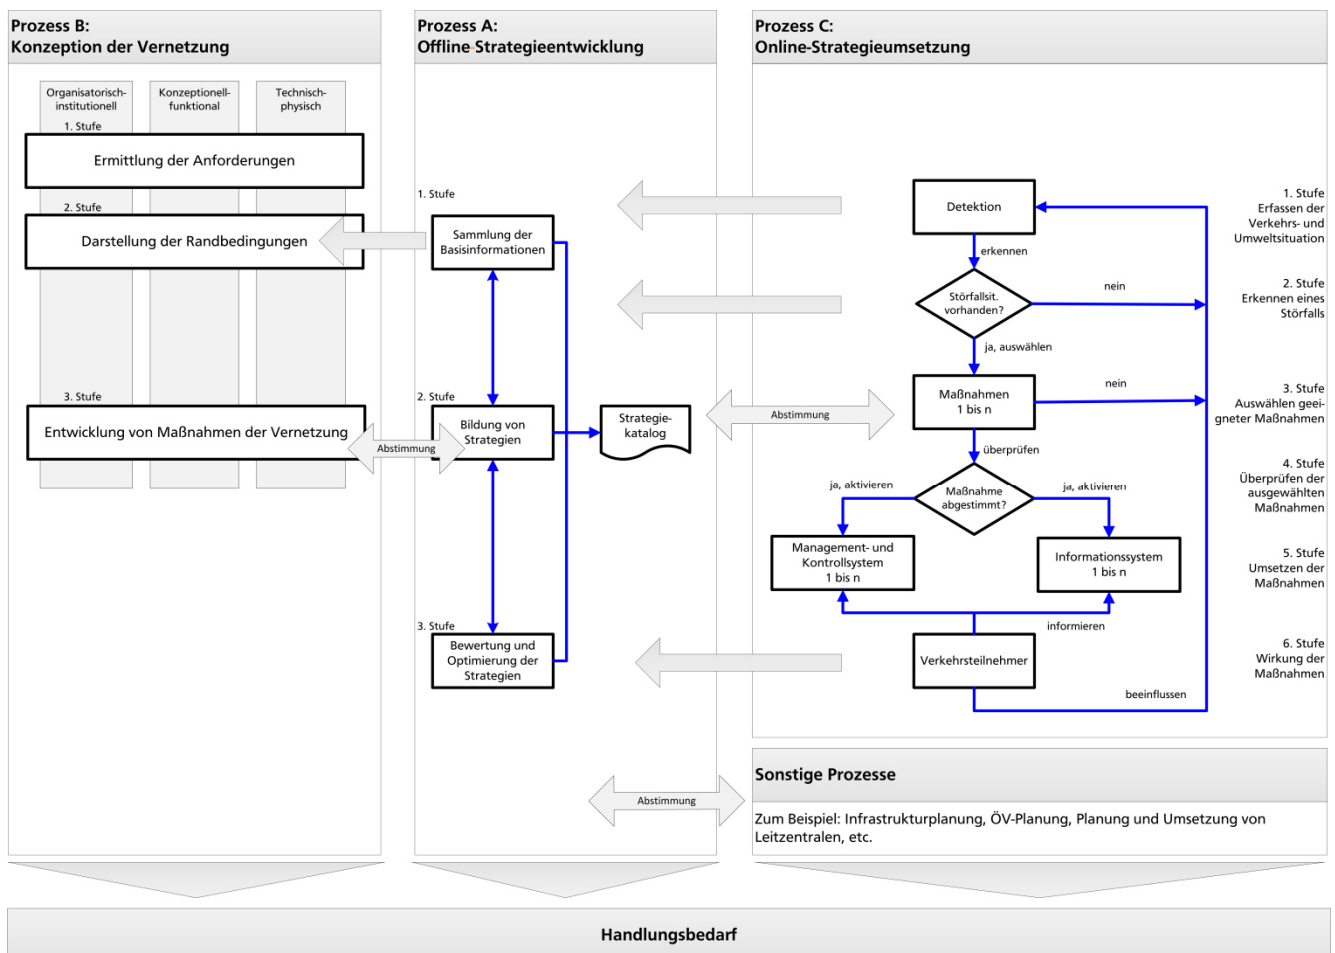 Prozess B:
Konzeption der Vernetzung
Organisatorisch-
institutionell
Konzeptionell-
funktional
Technisch-
physisch
1. Stufe
Ermittlung der Anforderungen
2. Stufe
Darstellung der Randbedingungen
3. Stufe
Entwicklung von Maßnahmen der Vernetzung
Abstimmung
Prozess A:
Offline-Strategieentwicklung
1. Stufe
Sammlung der
Basisinformationen
2. Stufe
Bildung von
Strategien
Strategie-
katalog
3. Stufe
Bewertung und
Optimierung der
Strategien
Abstimmung
Abstimmung
Prozess C:
Online-Strategieumsetzung
Detektion
erkennen
Störfallsit.
vorhanden?
nein
ja, auswählen
Maßnahmen
1 bis n
nein
überprüfen
Maßnahme
abgestimmt?
ja, aktivieren
ja, aktivieren
Management- und
Kontrollsystem
1 bis n
Informationssystem
1 bis n
informieren
Verkehrsteilnehmer
beeinflussen
1. Stufe
Erfassen der
Verkehrs- und
Umweltsituation
2. Stufe
Erkennen eines
Störfalls
3. Stufe
Auswählen geei-
gneter Maßnahmen
4. Stufe
Überprüfen der
ausgewählten
Maßnahmen
5. Stufe
Umsetzen der
Maßnahmen
6. Stufe
Wirkung der
Maßnahmen
Sonstige Prozesse
Zum Beispiel: Infrastrukturplanung, ÖV-Planung, Planung und Umsetzung von
Leitzentralen, etc.
Handlungsbedarf